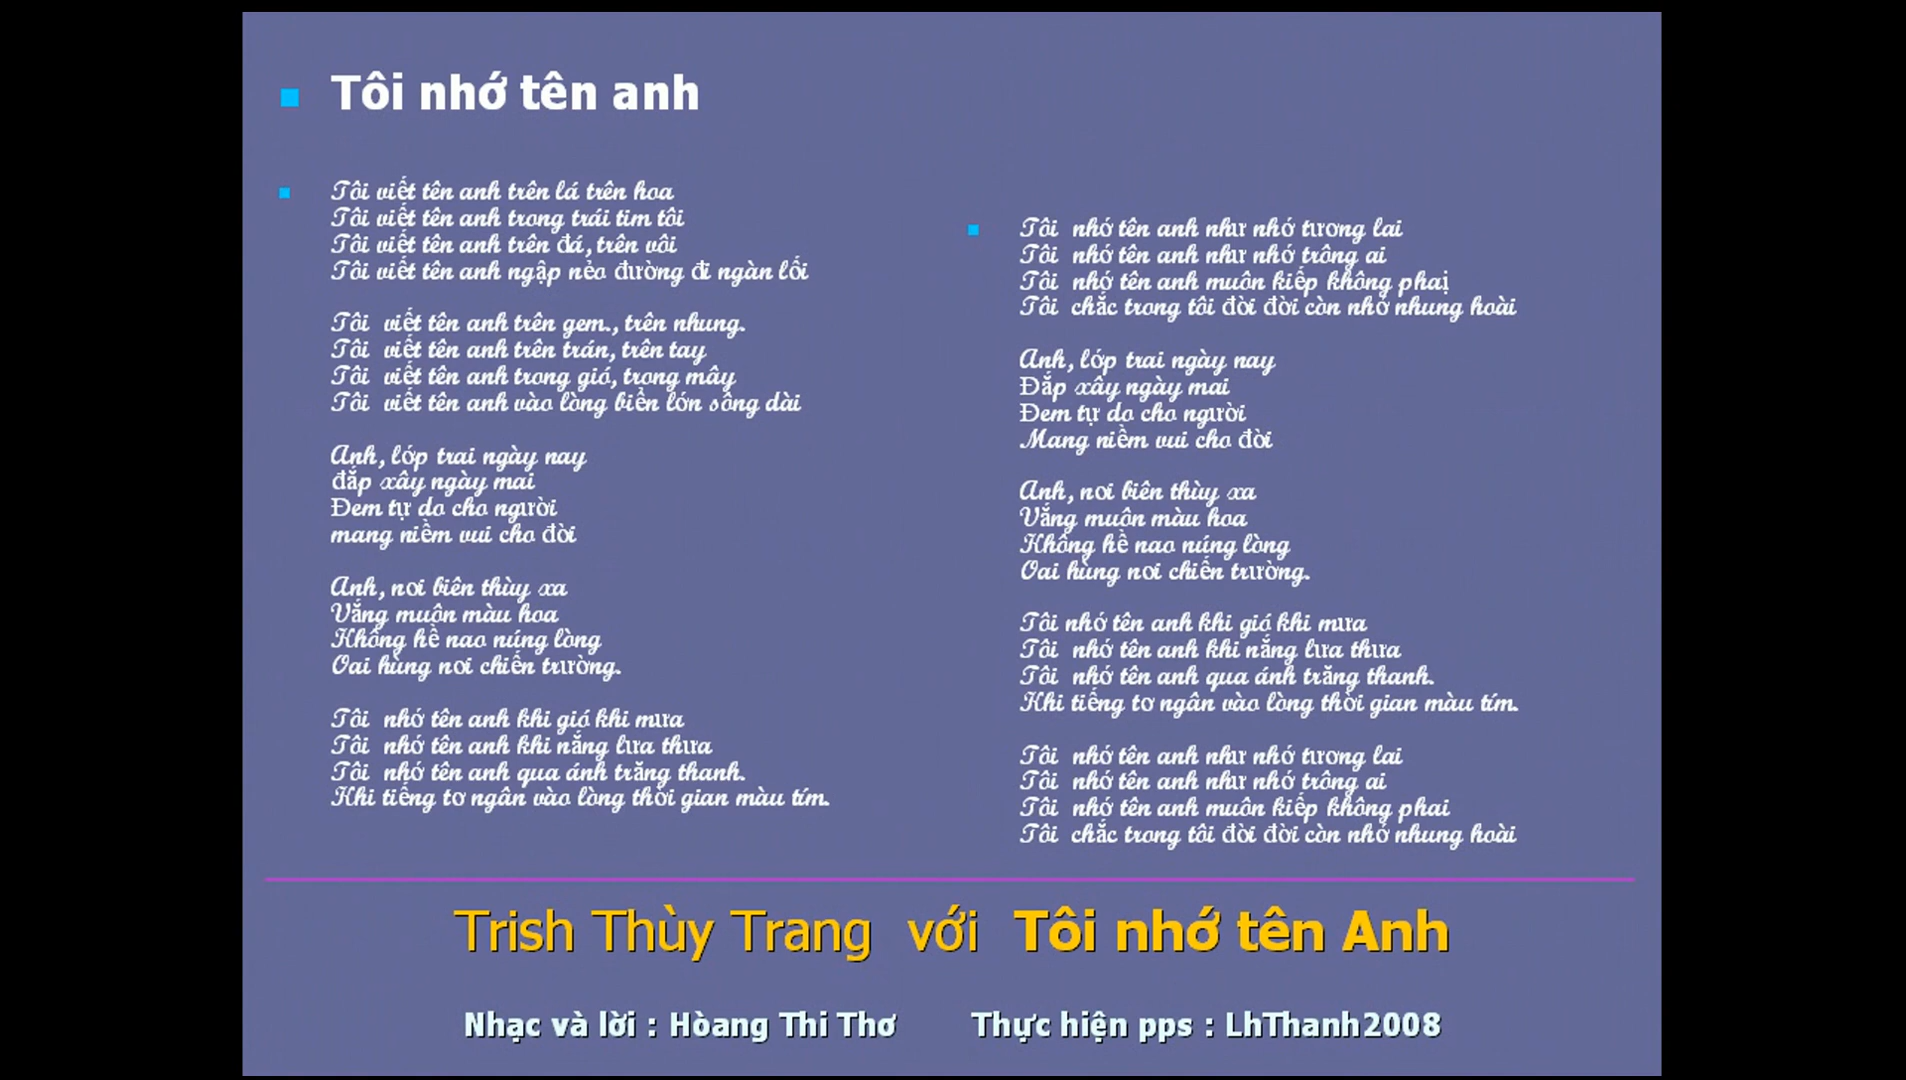 Tôi nhớ tên anh
Tôi viết tên anh trên lá trên hoa
Tôi viết tên anh trong trái tim tôi
Tôi viết tên anh trên đá, trên vôi
Tôi viết tên anh ngập nẻo đường đi ngàn lối
Tôi viết tên anh trên gem., trên nhung.
Tôi viết tên anh trên trán, trên tay
Tôi viết tên anh trong gió, trong mây
Tôi viết tên anh vào lòng biển lớn sông dài
Anh, lớp trai ngày nay
đắp xây ngày mai
Đem tự do cho người
mang niềm vui cho đời
Anh, nơi biên thùy xa
Vắng muôn màu hoa
Không hề nao núng lòng
Oai hùng nơi chiến trường.
Tôi nhớ tên anh khi gió khi mưa
Tôi nhớ tên anh khi nắng lưa thưa
Tôi nhớ tên anh qua ánh trăng thanh.
Khi tiếng tơ ngân vào lòng thời gian màu tím.
Tôi nhớ tên anh như nhớ tương lai
Tôi nhớ tên anh như nhớ trông ai
Tôi nhớ tên anh muôn kiếp không phaị
Tôi chắc trong tôi đời đời còn nhớ nhung hoài
Anh, lớp trai ngày nay
Đắp xây ngày mai
Đem tự do cho người
Mang niềm vui cho đời
Anh, nơi biên thùy xa
Vắng muôn màu hoa
Không hề nao núng lòng
Oai hùng nơi chiến trường.
Tôi nhớ tên anh khi gió khi mưa
Tôi nhớ tên anh khi nắng lưa thưa
Tôi nhớ tên anh qua ánh trăng thanh.
Khi tiếng tơ ngân vào lòng thời gian màu tím.
Tôi nhớ tên anh như nhớ tương lai
Tôi nhớ tên anh như nhớ trông ai
Tôi nhớ tên anh muôn kiếp không phai
Tôi chắc trong tôi đời đời còn nhớ nhung hoài
Trish Thùy Trang với Tôi nhớ tên Anh
Nhạc và lời : Hòang Thi Thơ Thực hiện pps : LhThanh2008